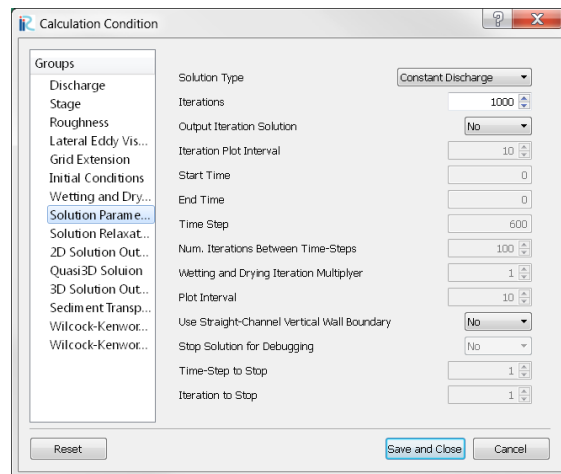 iR Calculation Condition ? X
Groups
Discharge
Stage
Roughness
Lateral Eddy Vis...
Grid Extension
Initial Conditions
Wetting and Dry...
Solution Parame...
Solution Relaxat...
2D Solution Out...
Quasi3D Soluion
3D Solution Out...
Sediment Transp...
Wilcock-Kenwor...
Wilcock-Kenwor...
Solution Type Constant Discharge
Iterations 1000
Output Iteration Solution No
Iteration Plot Interval 10
Start Time 0
End Time 0
Time Step 600
Num. Iterations Between Time-Steps 100
Wetting and Drying Iteration Multiplyer 1
Plot Interval 10
Use Straight-Channel Vertical Wall Boundary No
Stop Solution for Debugging No
Time-Step to Stop 1
Iteration to Stop 1
Reset Save and Close Cancel